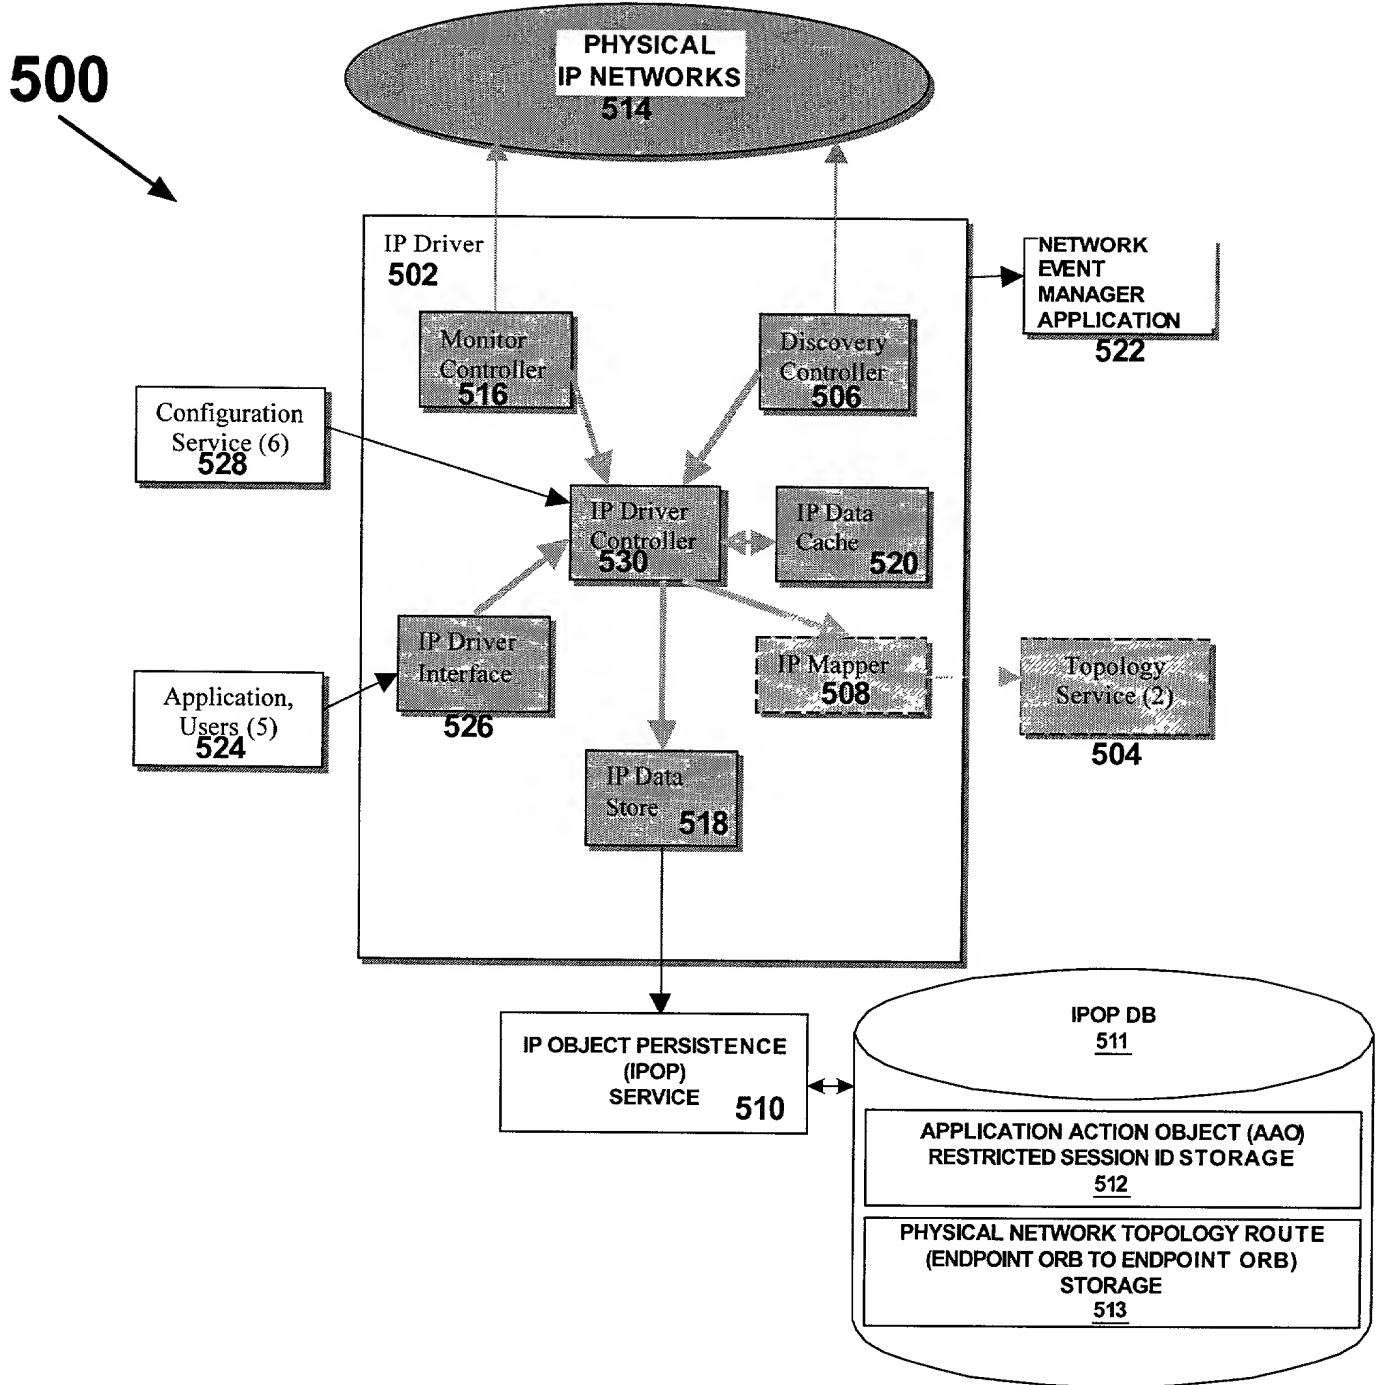 500
PHYSICAL
IP NETWORKS
514
IP Driver
502
NETWORK
EVENT
MANAGER
APPLICATION
522
Monitor
Controller
516
Discovery
Controller
506
Configuration
Service (6)
528
IP Driver
Controller
530
IP Data
Cache
520
IP Driver
Interface
526
IP Mapper
508
Topology
Service (2)
504
Application,
Users (5)
524
IP Data
Store
518
IP OBJECT PERSISTENCE
(IPOP)
SERVICE
510
IPOP DB
511
APPLICATION ACTION OBJECT (AAO)
RESTRICTED SESSION ID STORAGE
512
PHYSICAL NETWORK TOPOLOGY ROUTE
(ENDPOINT ORB TO ENDPOINT ORB)
STORAGE
513